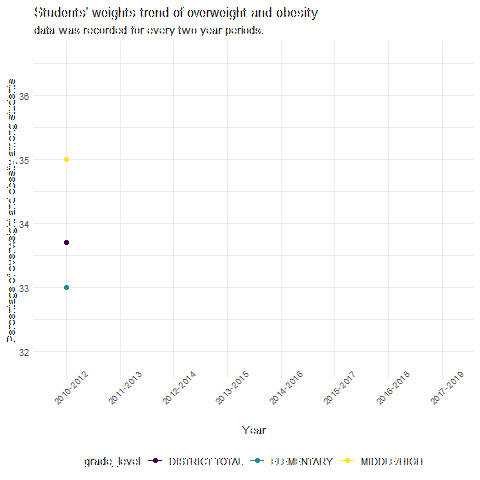 Students' weights trend of overweight and obesity
data was recorded for every two year periods.
Percentage of overweight and obesity among students
36
35
34
33
32
2010-2012
2011-2013
2012-2014
2013-2015
2014-2016
2015-2017
2016-2018
2017-2019
Year
grade_level DISTRICT TOTAL ELEMENTARY MIDDLE/HIGH